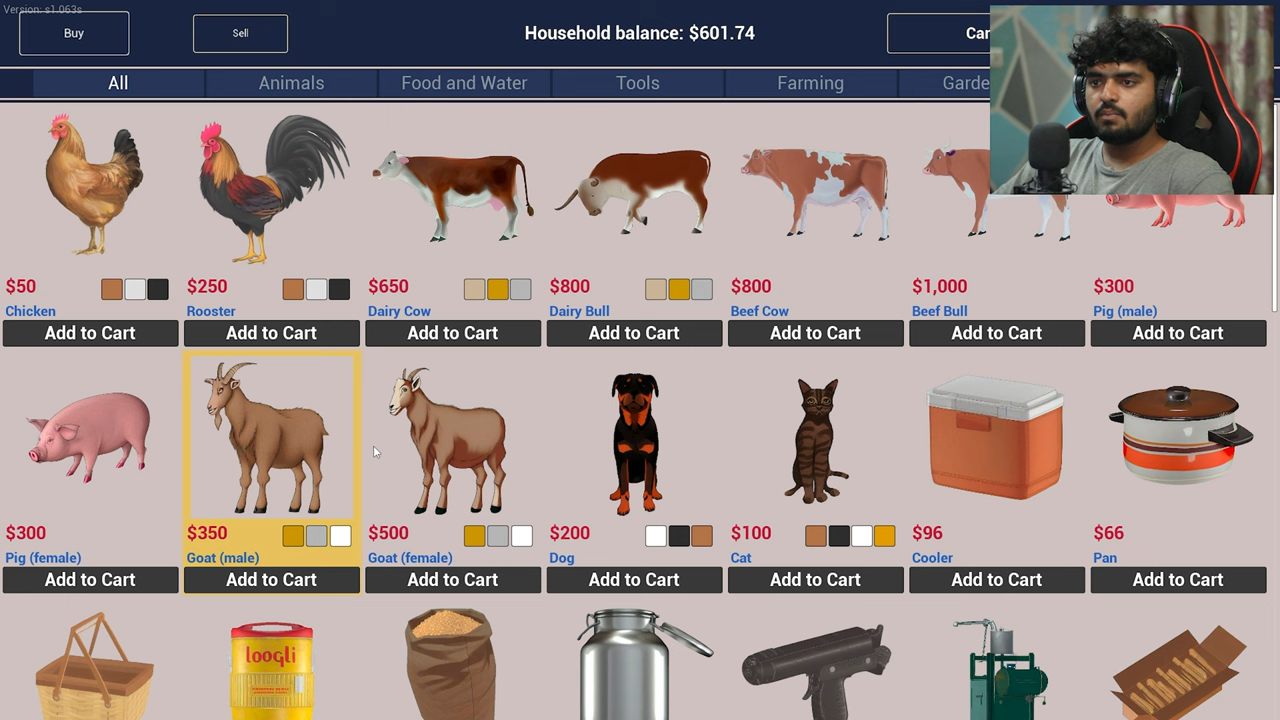 Version: s1.063s
Buy
Sell
Household balance: $601.74
All
Animals
Food and Water
Tools
Farming
$50
Chicken
Add to Cart
$250
Rooster
Add to Cart
$650
Dairy Cow
Add to Cart
$800
Dairy Bull
Add to Cart
$800
Beef Cow
Add to Cart
$1,000
Beef Bull
Add to Cart
$300
Pig (male)
Add to Cart
$300
Pig (female)
Add to Cart
$350
Goat (male)
Add to Cart
$500
Goat (female)
Add to Cart
$200
Dog
Add to Cart
$100
Cat
Add to Cart
$96
Cooler
Add to Cart
$66
Pan
Add to Cart
loogli